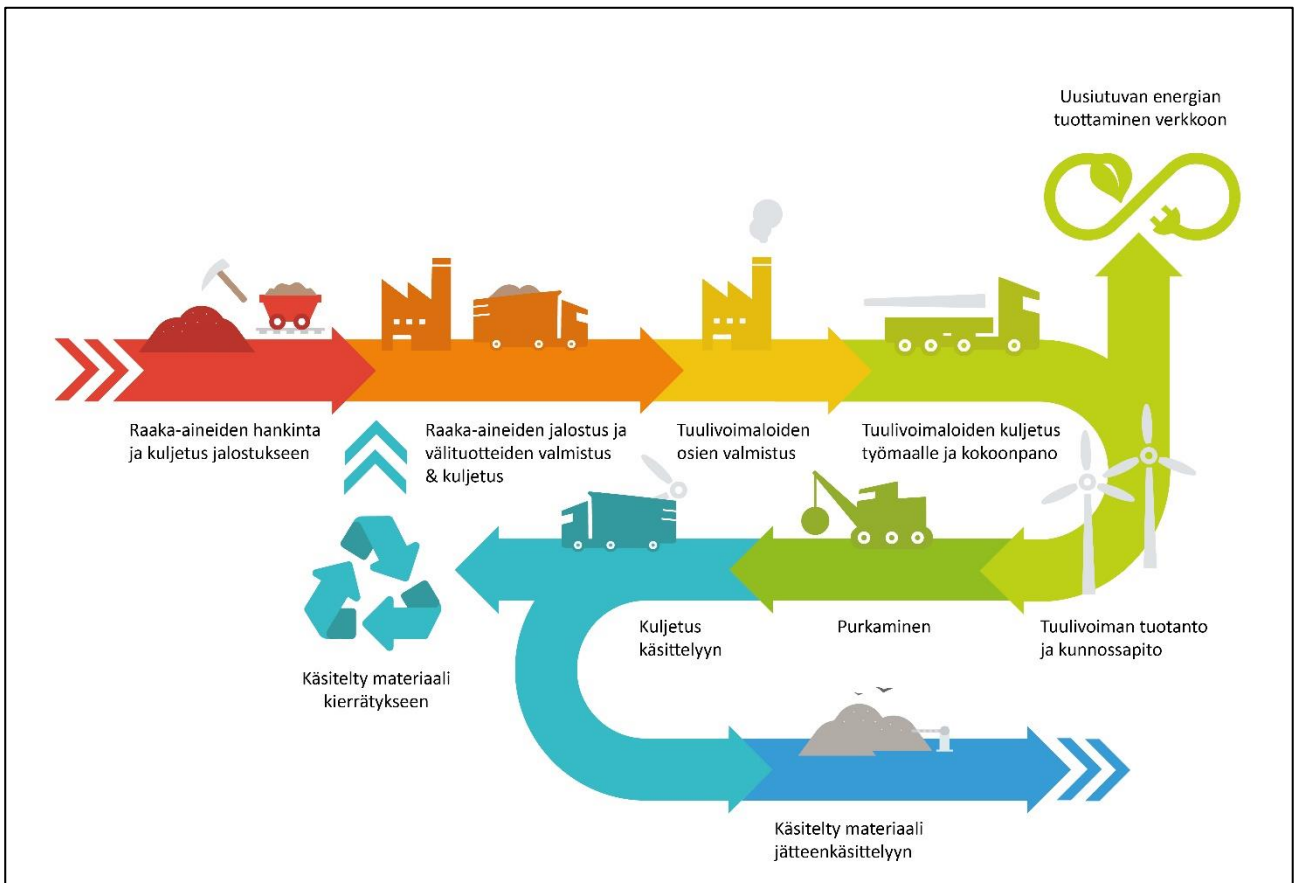 Uusiutuvan energian
tuottaminen verkkoon
Raaka-aineiden hankinta
ja kuljetus jalostukseen
Raaka-aineiden jalostus ja
välituotteiden valmistus
& kuljetus
Tuulivoimaloiden
osien valmistus
Tuulivoimaloiden kuljetus
työmaalle ja kokoonpano
Tuulivoiman tuotanto
ja kunnossapito
Purkaminen
Kuljetus
käsittelyyn
Käsitelty materiaali
kierrätykseen
Käsitelty materiaali
jätteenkäsittelyyn